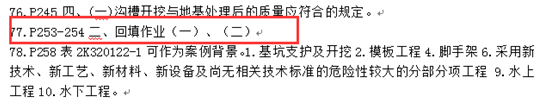 76.P245 四、(一)沟槽开挖与地基处理后的质量应符合的规定。
77.P253-254 二、回填作业（一）、（二）
78.P258 表 2K320122-1 可作为案例背景。1.基坑支护及开挖 2.模板工程 4.脚手架 6.采用新
技术、新工艺、新材料、新设备及尚无相关技术标准的危险性较大的分部分项工程 9.水上
工程 10.水下工程。